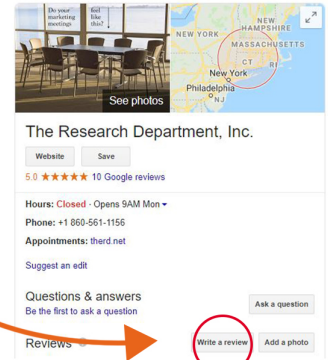 Do your
marketing
meetings
feel
like
this?
See photos
NEW YORK
NEW
HAMPSHIRE
MASSACHUSETTS
CT
RI
New York
Philadelphia
NJ
The Research Department, Inc.
Website
Save
5.0 ★★★★★ 10 Google reviews
Hours: Closed · Opens 9AM Mon
Phone: +1 860-561-1156
Appointments: therd.net
Suggest an edit
Questions & answers
Be the first to ask a question
Ask a question
Reviews
Write a review
Add a photo